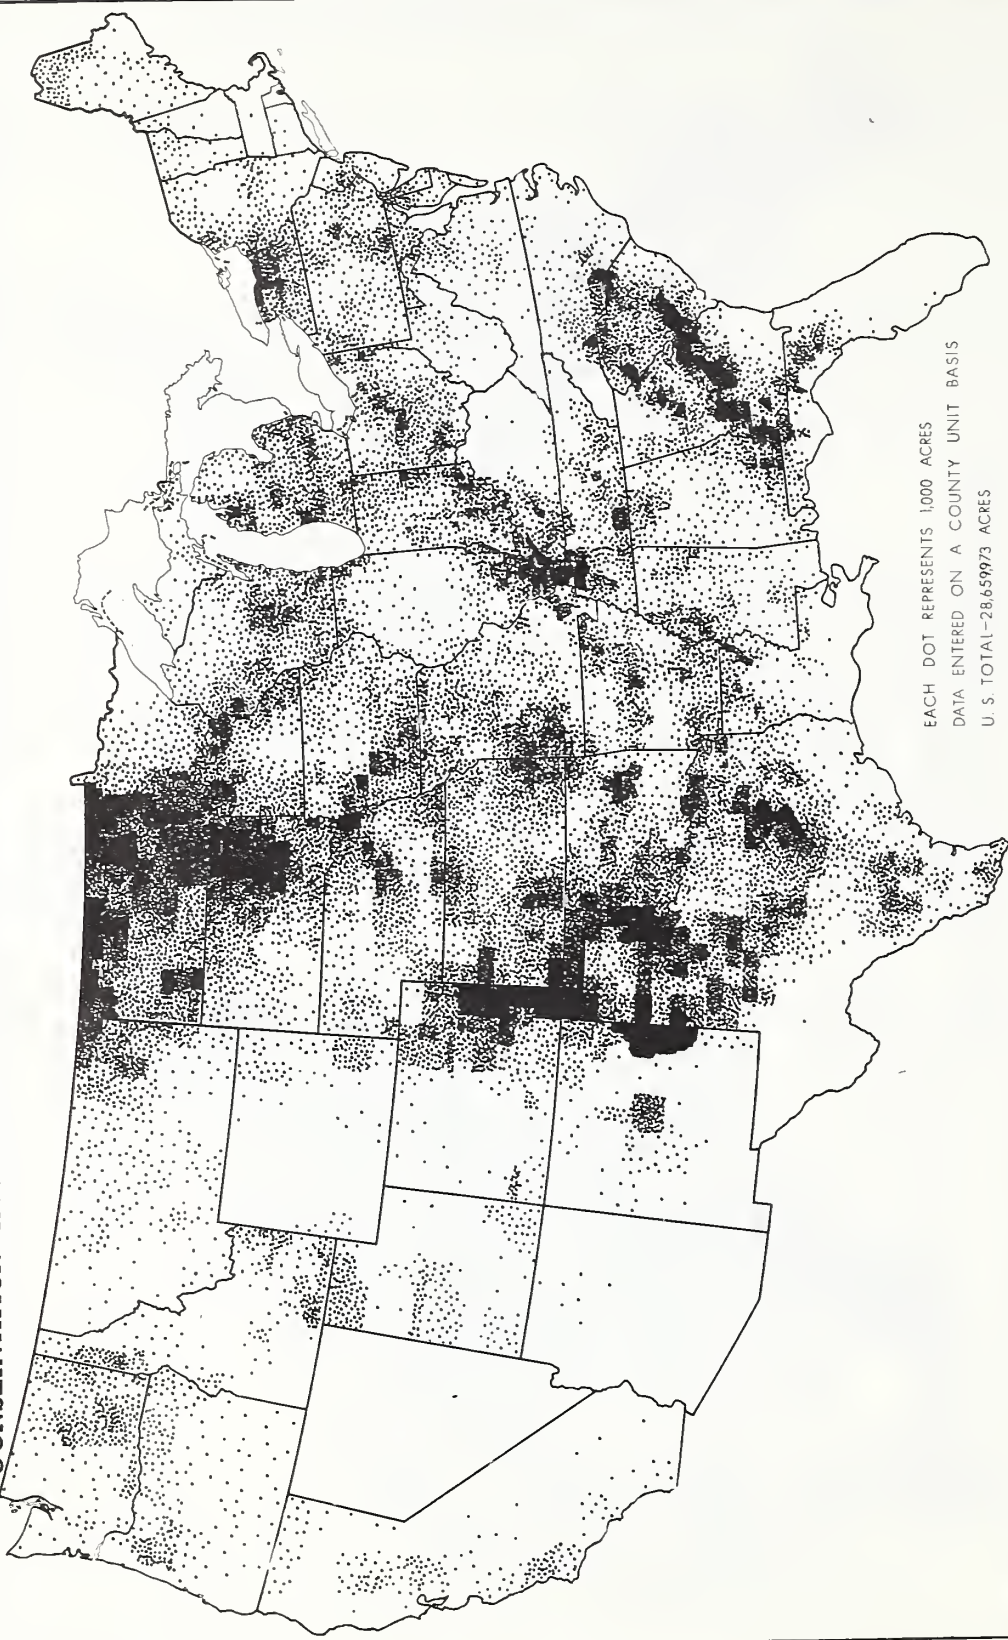 EACH DOT REPRESENTS 1,000 ACRES
DATA ENTERED ON A COUNTY UNIT BASIS
U. S. TOTAL–28,659,973 ACRES